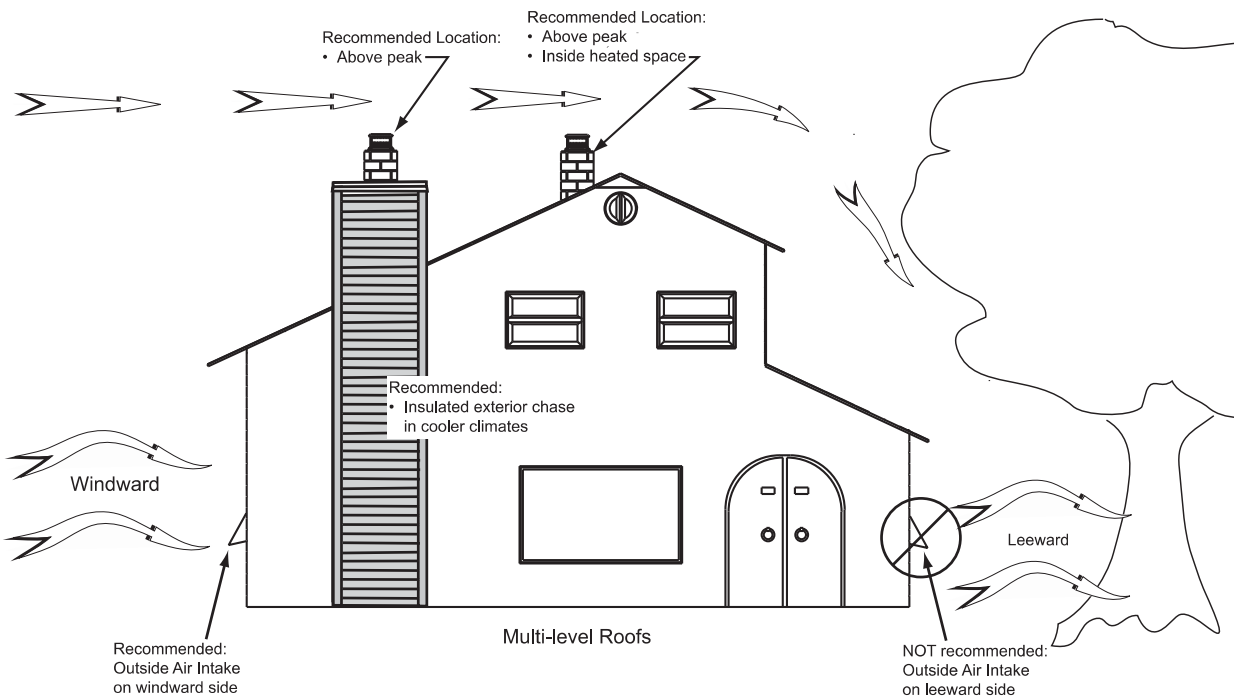 Recommended Location:
• Above peak
Recommended Location:
• Above peak
• Inside heated space
Recommended:
• Insulated exterior chase
in cooler climates
Windward
Leeward
Recommended:
Outside Air Intake
on windward side
Multi-level Roofs
NOT recommended:
Outside Air Intake
on leeward side